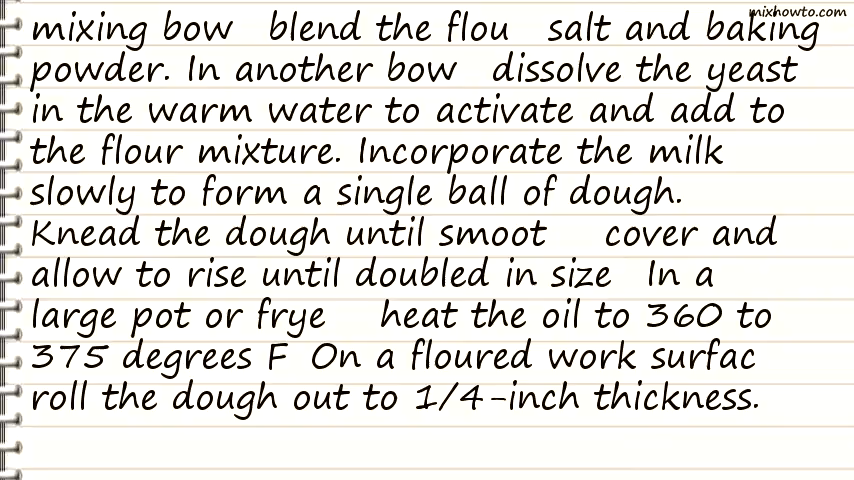 mixhowto.com
mixing bow blend the flou salt and baking
powder. In another bow dissolve the yeast
in the warm water to activate and add to
the flour mixture. Incorporate the milk
slowly to form a single ball of dough.
Knead the dough until smoot cover and
allow to rise until doubled in size In a
large pot or frye heat the oil to 360 to
375 degrees F On a floured work surfac
roll the dough out to 1/4-inch thickness.